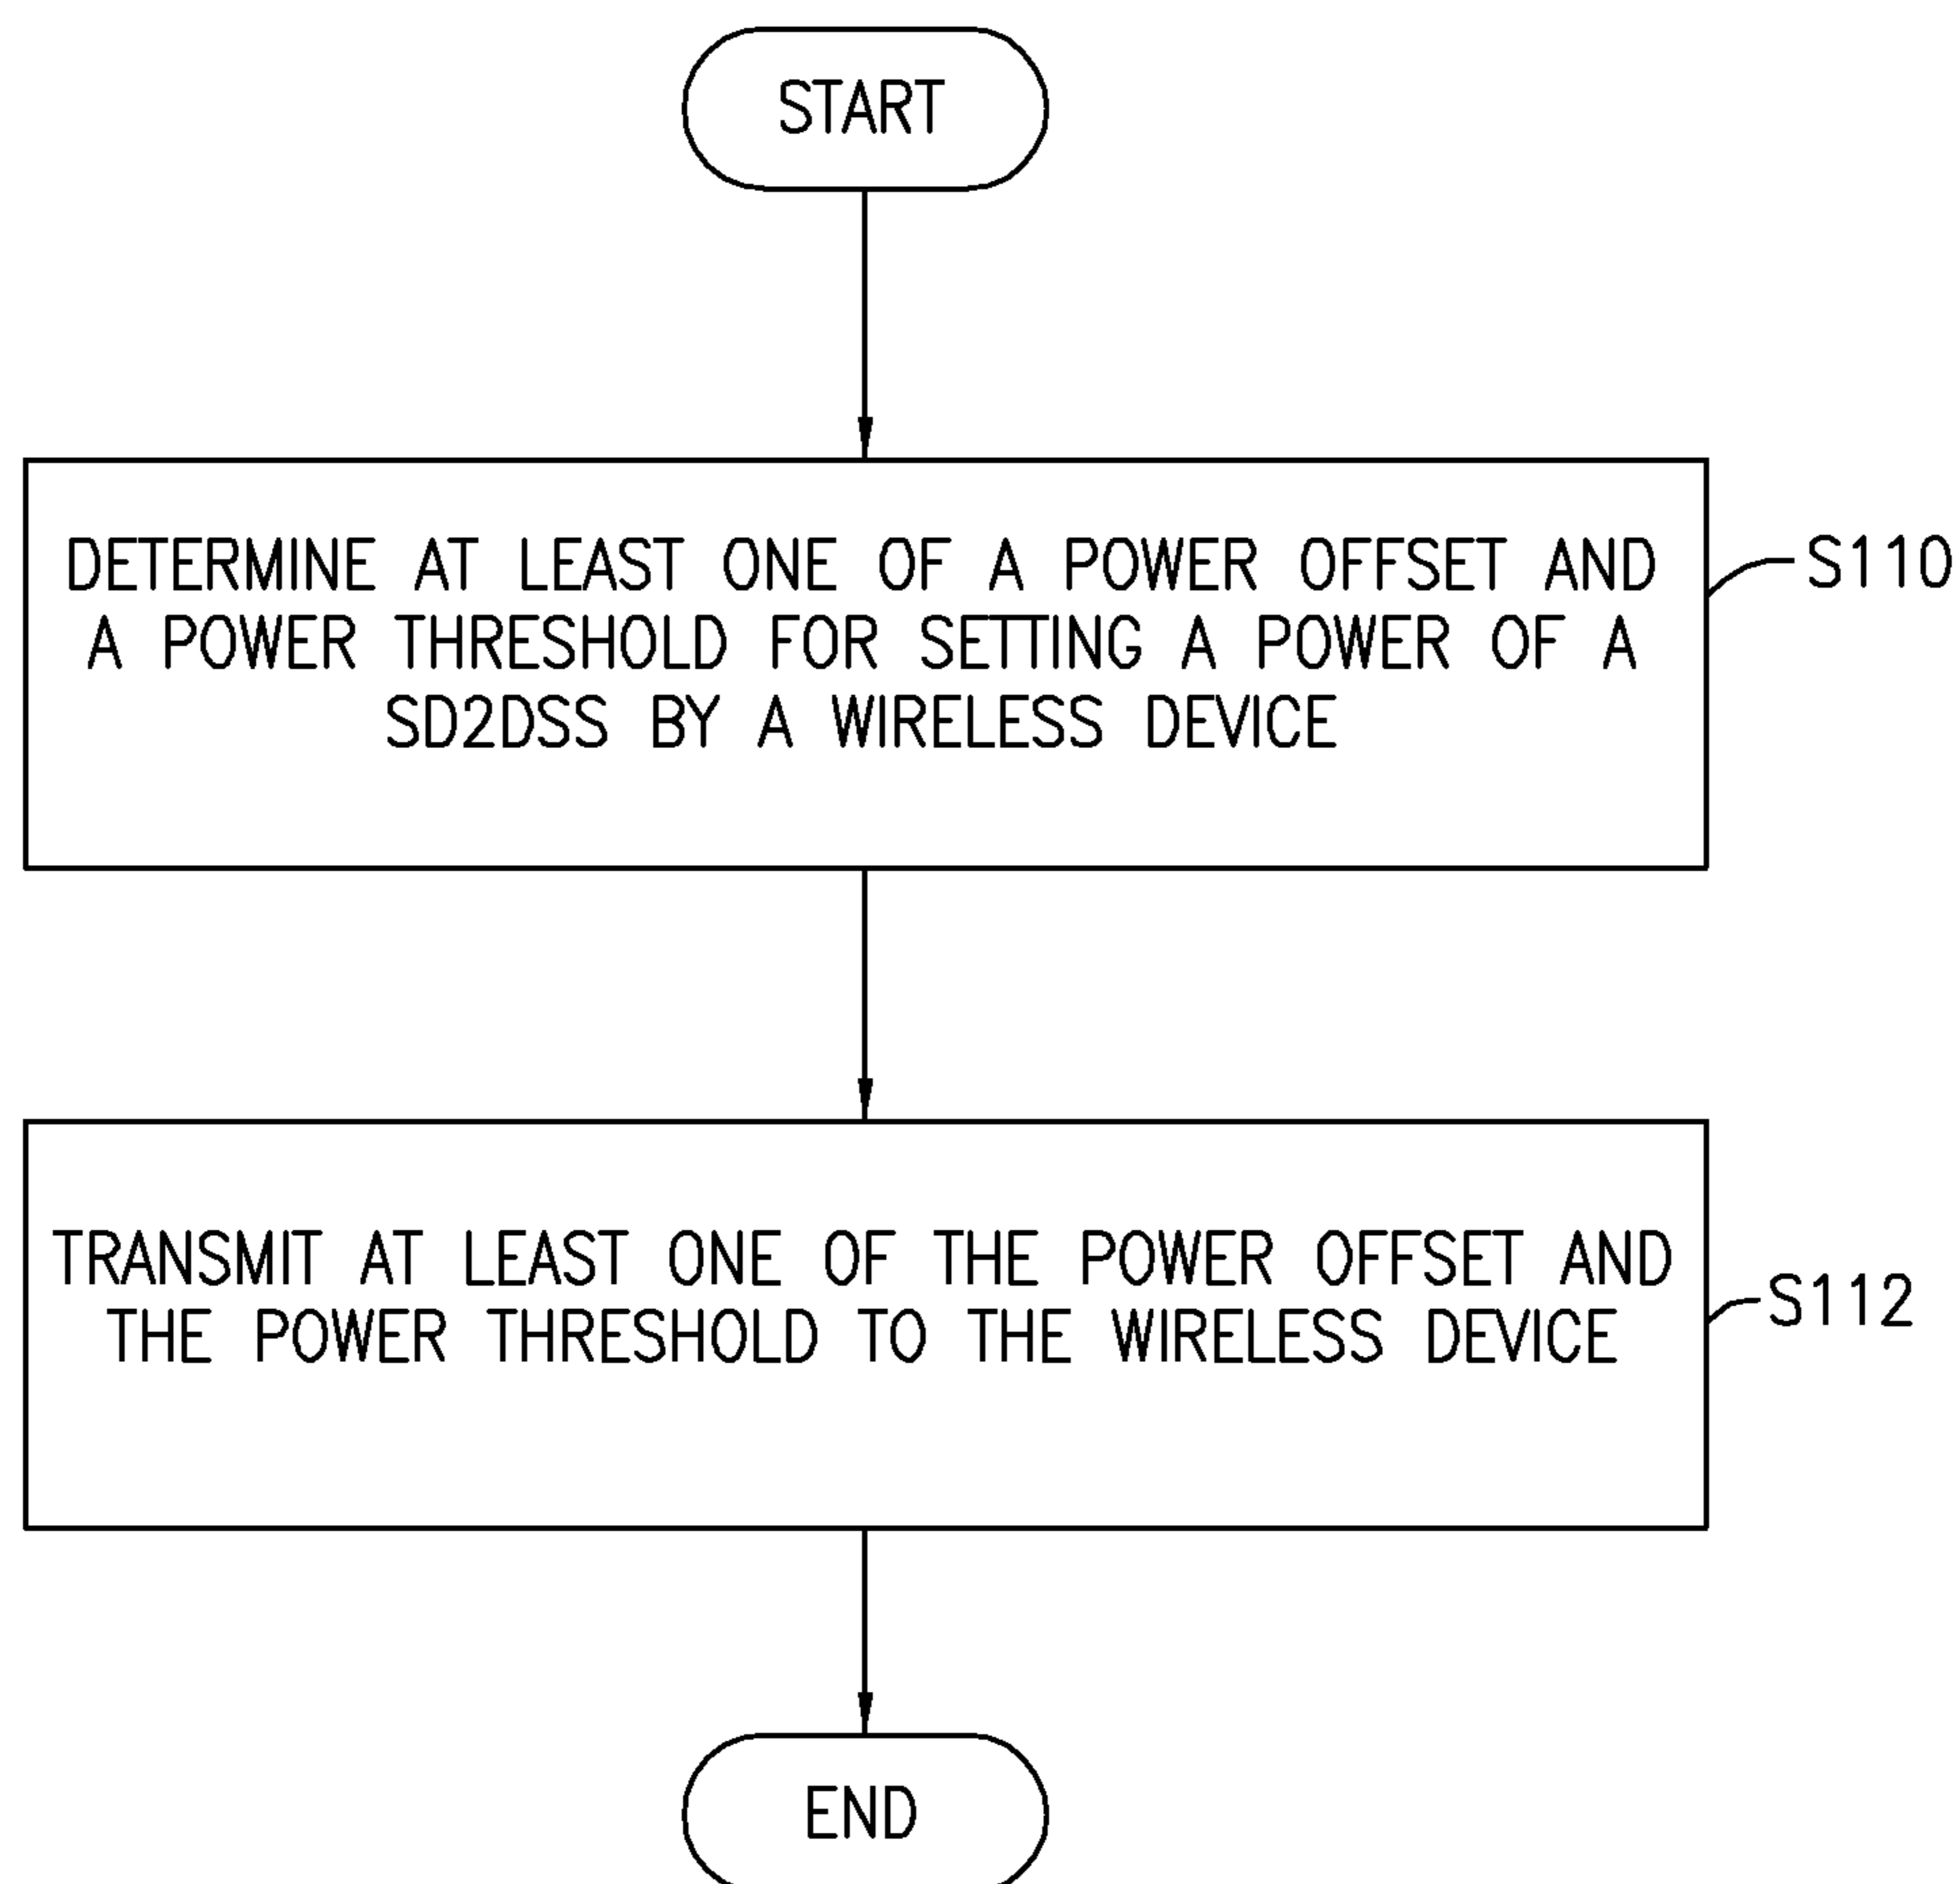 START
DETERMINE AT LEAST ONE OF A POWER OFFSET AND
A POWER THRESHOLD FOR SETTING A POWER OF A
SD2DSS BY A WIRELESS DEVICE
S110
TRANSMIT AT LEAST ONE OF THE POWER OFFSET AND
THE POWER THRESHOLD TO THE WIRELESS DEVICE
S112
END